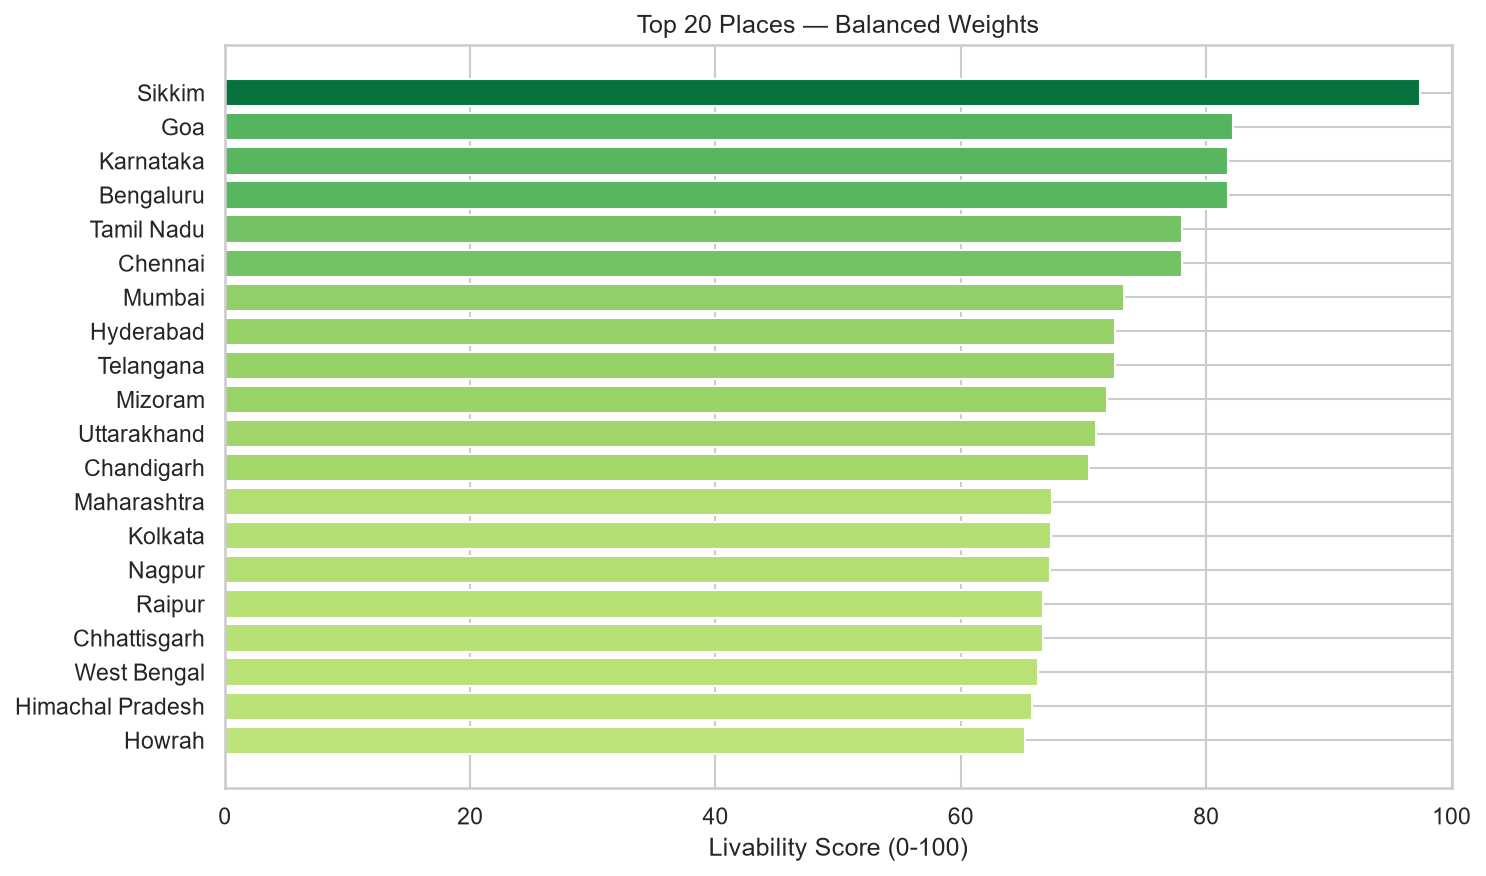 Top 20 Places — Balanced Weights
Sikkim
Goa
Karnataka
Bengaluru
Tamil Nadu
Chennai
Mumbai
Hyderabad
Telangana
Mizoram
Uttarakhand
Chandigarh
Maharashtra
Kolkata
Nagpur
Raipur
Chhattisgarh
West Bengal
Himachal Pradesh
Howrah
0 20 40 60 80 100
Livability Score (0-100)